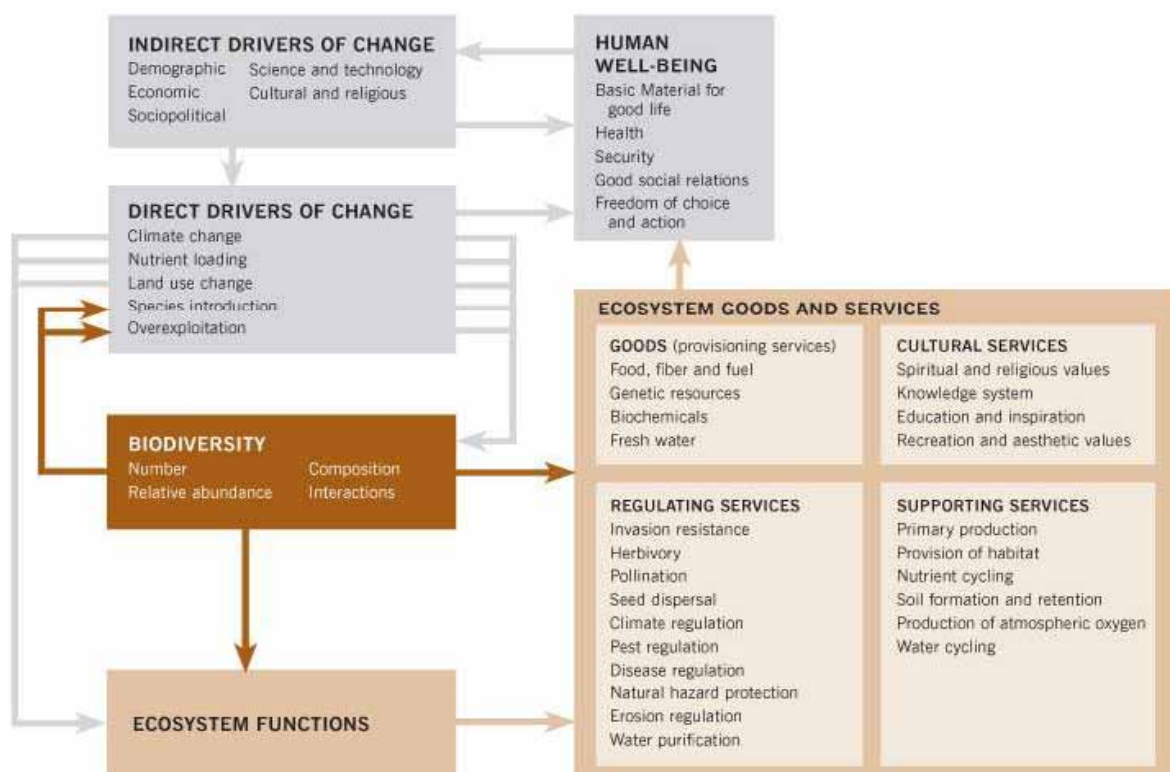 INDIRECT DRIVERS OF CHANGE
Demographic Science and technology
Economic Cultural and religious
Sociopolitical
HUMAN
WELL-BEING
Basic Material for
good life
Health
Security
Good social relations
Freedom of choice
and action
DIRECT DRIVERS OF CHANGE
Climate change
Nutrient loading
Land use change
Species introduction
Overexploitation
BIODIVERSITY
Number Composition
Relative abundance Interactions
ECOSYSTEM FUNCTIONS
ECOSYSTEM GOODS AND SERVICES
GOODS (provisioning services)
Food, fiber and fuel
Genetic resources
Biochemicals
Fresh water
CULTURAL SERVICES
Spiritual and religious values
Knowledge system
Education and inspiration
Recreation and aesthetic values
REGULATING SERVICES
Invasion resistance
Herbivory
Pollination
Seed dispersal
Climate regulation
Pest regulation
Disease regulation
Natural hazard protection
Erosion regulation
Water purification
SUPPORTING SERVICES
Primary production
Provision of habitat
Nutrient cycling
Soil formation and retention
Production of atmospheric oxygen
Water cycling